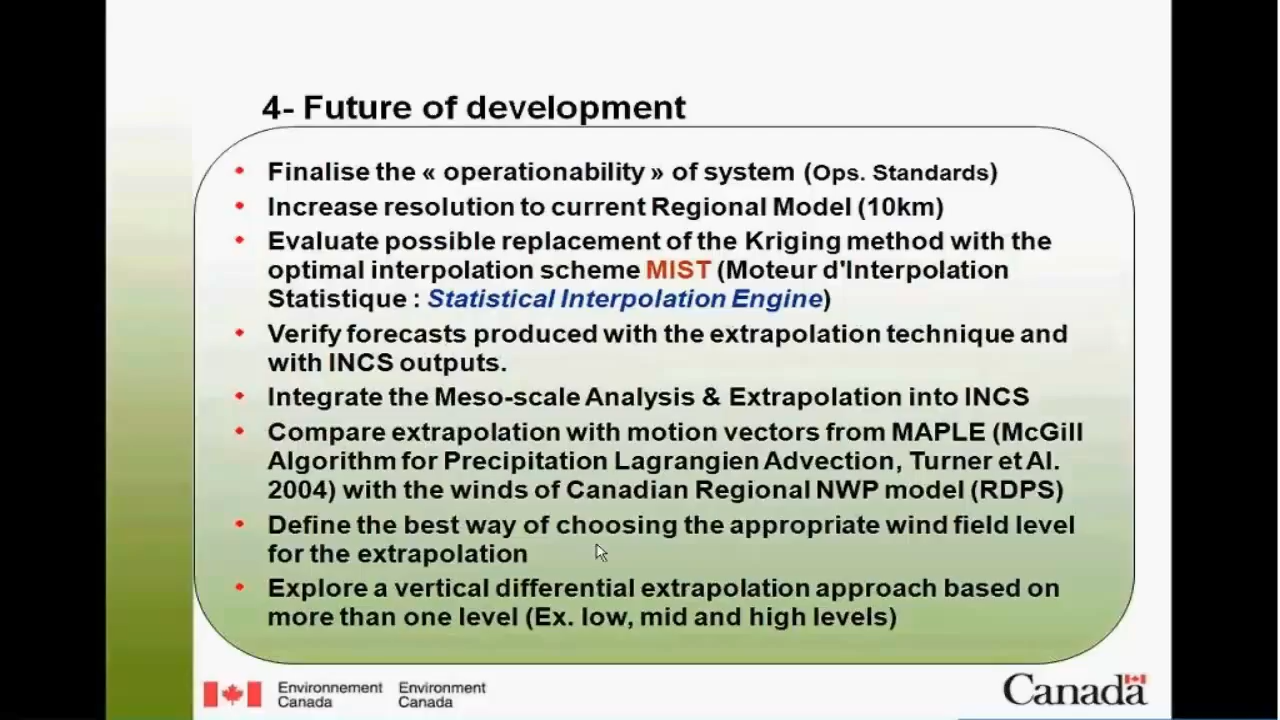 4- Future of development
• Finalise the « operationability » of system (Ops. Standards)
• Increase resolution to current Regional Model (10km)
• Evaluate possible replacement of the Kriging method with the
optimal interpolation scheme MIST (Moteur d'Interpolation
Statistique : Statistical Interpolation Engine)
• Verify forecasts produced with the extrapolation technique and
with INCS outputs.
• Integrate the Meso-scale Analysis & Extrapolation into INCS
• Compare extrapolation with motion vectors from MAPLE (McGill
Algorithm for Precipitation Lagrangien Advection, Turner et Al.
2004) with the winds of Canadian Regional NWP model (RDPS)
• Define the best way of choosing the appropriate wind field level
for the extrapolation
• Explore a vertical differential extrapolation approach based on
more than one level (Ex. low, mid and high levels)
Environnement Canada
Environment Canada
Canada